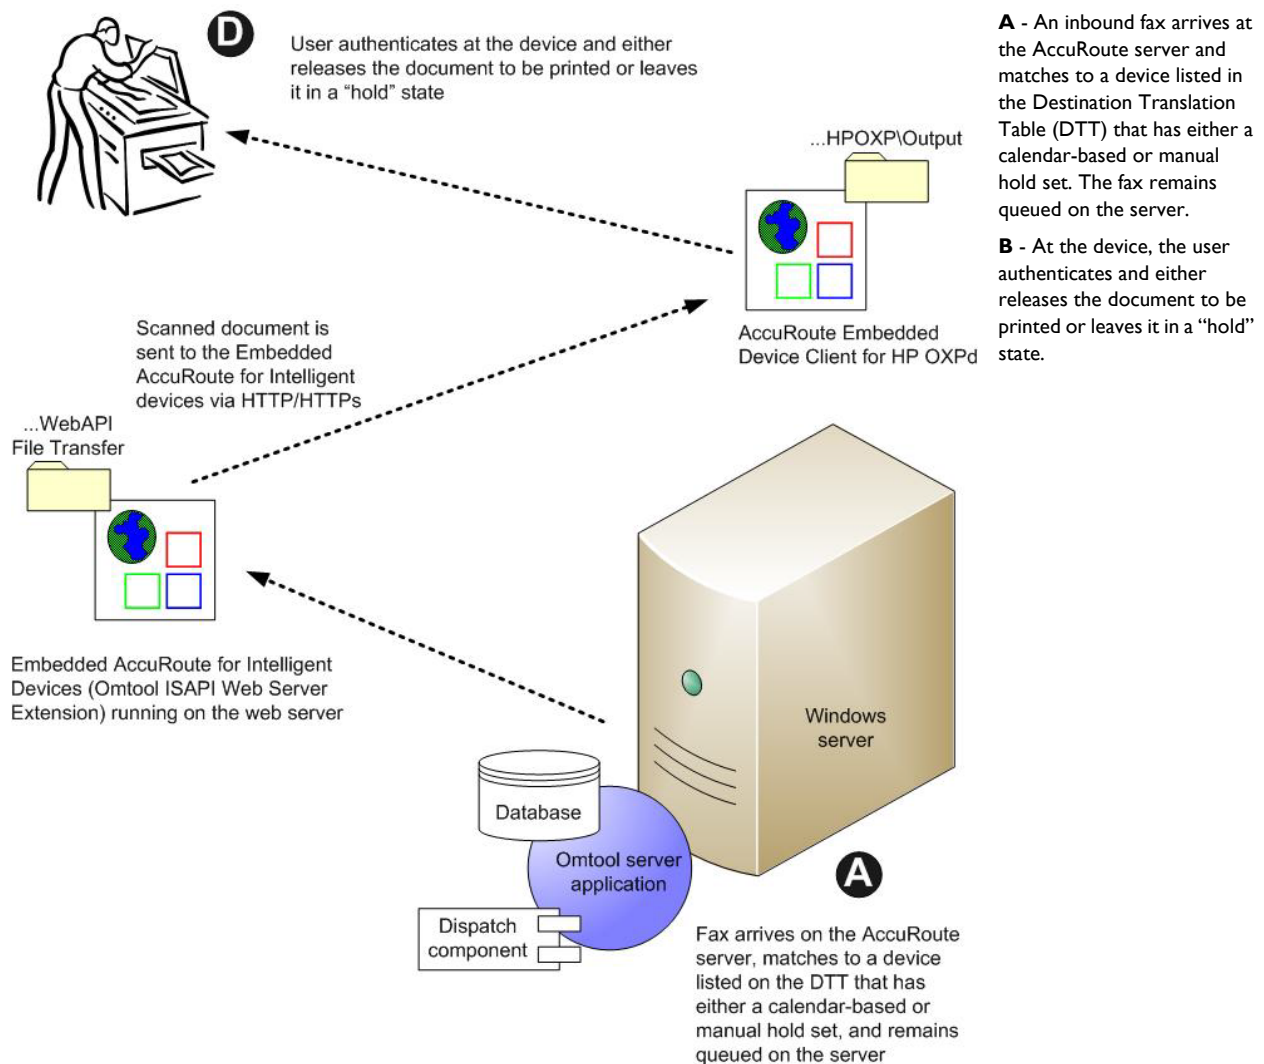 D
User authenticates at the device and either
releases the document to be printed or leaves
it in a “hold” state
...HPOXP\Output
AccuRoute Embedded
Device Client for HP OXPd
Scanned document is
sent to the Embedded
AccuRoute for Intelligent
devices via HTTP/HTTPs
...WebAPI
File Transfer
Embedded AccuRoute for Intelligent
Devices (Omtool ISAPI Web Server
Extension) running on the web server
Windows
server
Database
Omtool server
application
Dispatch
component
A
Fax arrives on the AccuRoute
server, matches to a device
listed on the DTT that has
either a calendar-based or
manual hold set, and remains
queued on the server
A - An inbound fax arrives at
the AccuRoute server and
matches to a device listed in
the Destination Translation
Table (DTT) that has either a
calendar-based or manual
hold set. The fax remains
queued on the server.
B - At the device, the user
authenticates and either
releases the document to be
printed or leaves it in a “hold”
state.